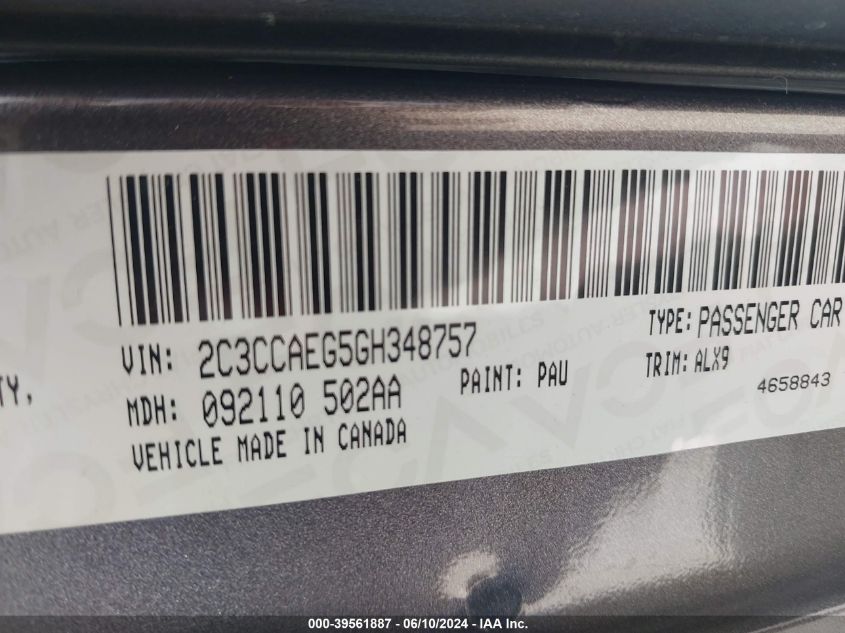 VIN: 2C3CCAEG5GH348757
TYPE: PASSENGER CAR
TY,
MDH: 092110 502AA
PAINT: PAU
TRIM: ALX9
VEHICLE MADE IN CANADA
4658843
000-39561887 - 06/10/2024 - IAA Inc.